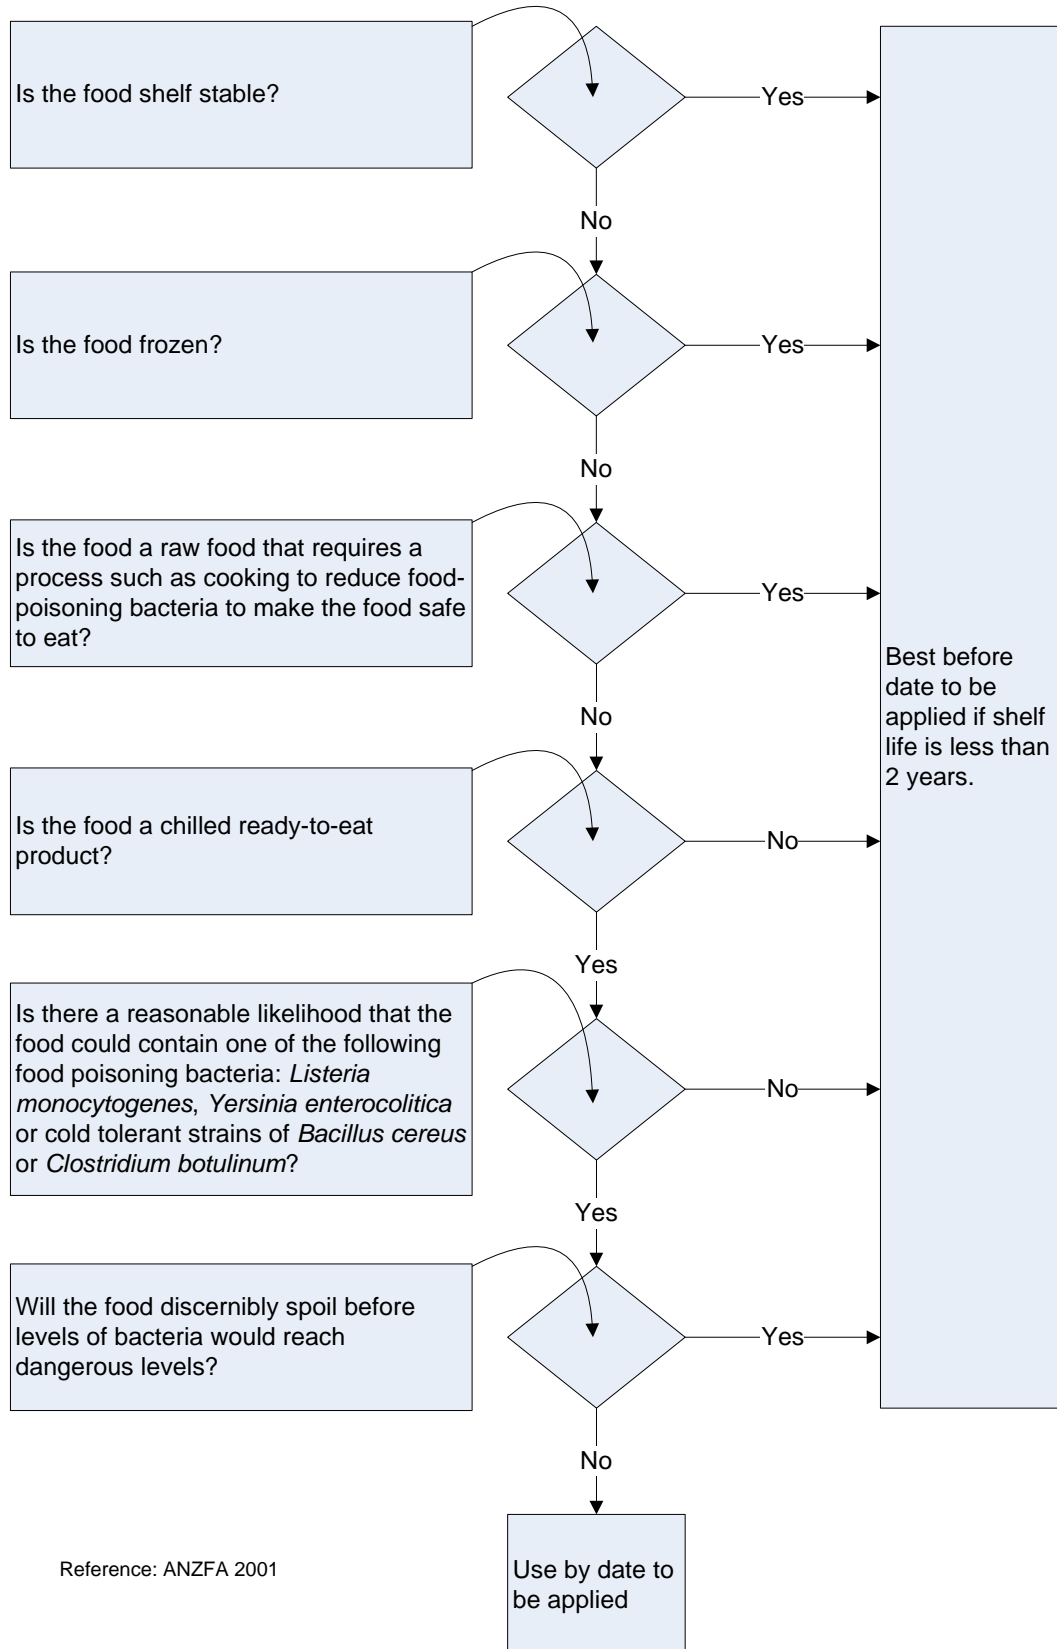 Is the food shelf stable?
Yes
No
Is the food frozen?
Yes
No
Is the food a raw food that requires a
process such as cooking to reduce food-
poisoning bacteria to make the food safe
to eat?
Yes
No
Is the food a chilled ready-to-eat
product?
No
Yes
Is there a reasonable likelihood that the
food could contain one of the following
food poisoning bacteria: Listeria
monocytogenes, Yersinia enterocolitica
or cold tolerant strains of Bacillus cereus
or Clostridium botulinum?
No
Yes
Will the food discernibly spoil before
levels of bacteria would reach
dangerous levels?
Yes
No
Best before
date to be
applied if shelf
life is less than
2 years.
Use by date to
be applied
Reference: ANZFA 2001